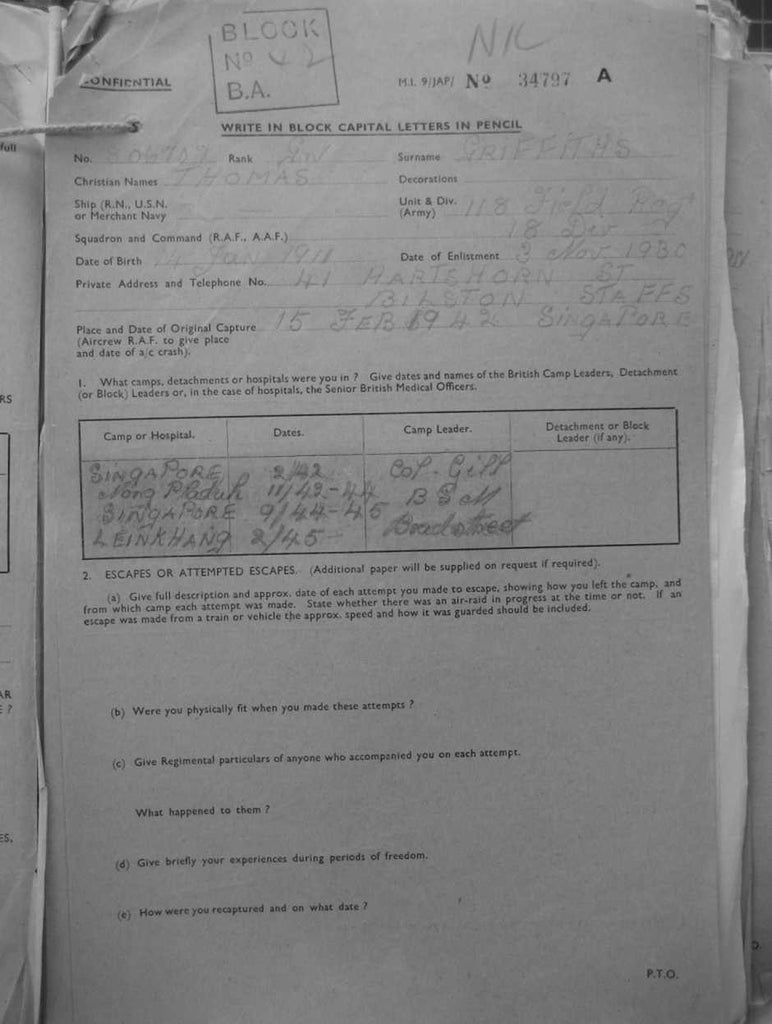 BLOCK
No 42
B.A.
NIL
CONFIDENTIAL
M.I. 9/JAP/ No 34797 A
WRITE IN BLOCK CAPITAL LETTERS IN PENCIL
full
No. Rank Gn Surname GRIFFITHS
Christian Names THOMAS Decorations
Ship (R.N., U.S.N. or Merchant Navy Unit & Div. (Army) 118 Field Regt
18 Div
Squadron and Command (R.A.F., A.A.F.)
Date of Birth 14 Jan 1911 Date of Enlistment 3 Nov 1930
Private Address and Telephone No. 41 HARTSHORN ST
BILSTON STAFFS
Place and Date of Original Capture 15 FEB 1942 SINGAPORE
(Aircrew R.A.F. to give place
and date of a/c crash).
1. What camps, detachments or hospitals were you in ? Give dates and names of the British Camp Leaders, Detachment
(or Block) Leaders or, in the case of hospitals, the Senior British Medical Officers.
RS
Camp or Hospital. Dates. Camp Leader. Detachment or Block Leader (if any).
SINGAPORE 2/42 Col. Gill
Nong Pladuk 11/42-44 B S M
SINGAPORE 9/44-45 Broadstreet
LEINKHANG 2/45-
2. ESCAPES OR ATTEMPTED ESCAPES. (Additional paper will be supplied on request if required).
(a) Give full description and approx. date of each attempt you made to escape, showing how you left the camp, and
from which camp each attempt was made. State whether there was an air-raid in progress at the time or not. If an
escape was made from a train or vehicle the approx. speed and how it was guarded should be included.
AR
E ?
(b) Were you physically fit when you made these attempts ?
(c) Give Regimental particulars of anyone who accompanied you on each attempt.
What happened to them ?
ES.
(d) Give briefly your experiences during periods of freedom.
(e) How were you recaptured and on what date ?
D.
P.T.O.